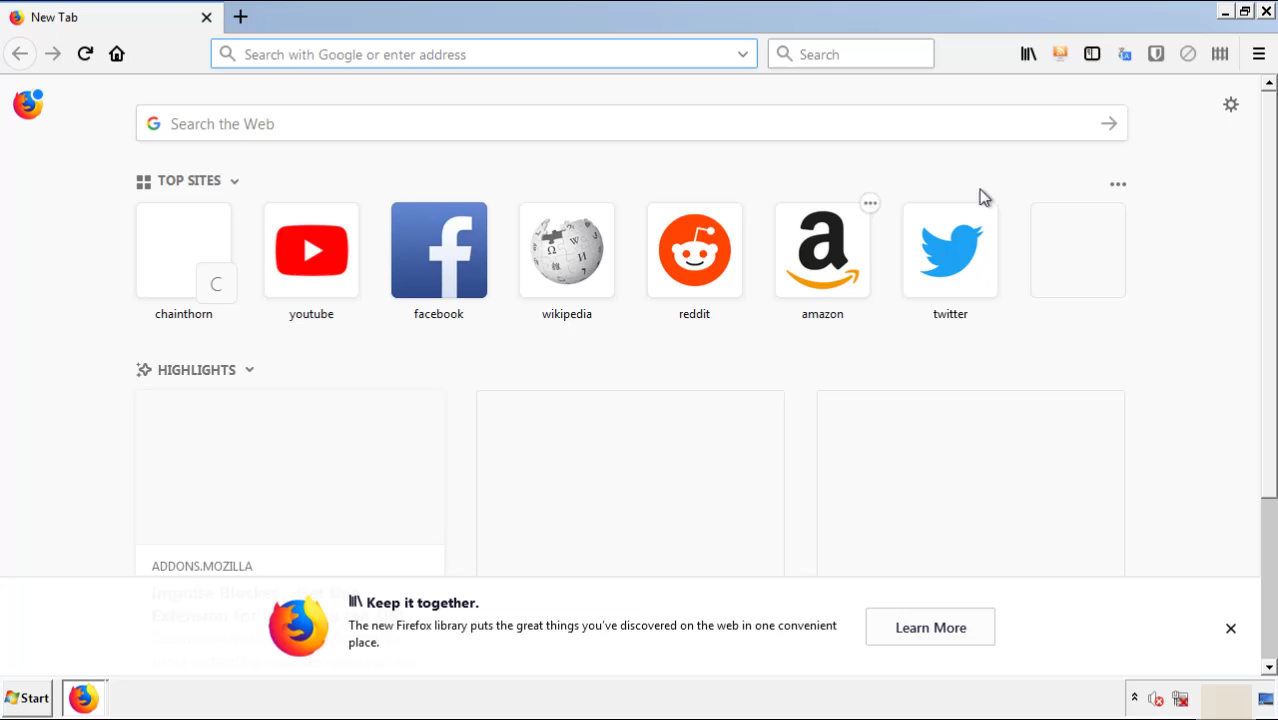 New Tab
Search with Google or enter address
Search
Search the Web
TOP SITES
C
chainthorn
youtube
facebook
wikipedia
reddit
amazon
twitter
HIGHLIGHTS
ADDONS.MOZILLA
Keep it together.
The new Firefox library puts the great things you've discovered on the web in one convenient
place.
Learn More
Start